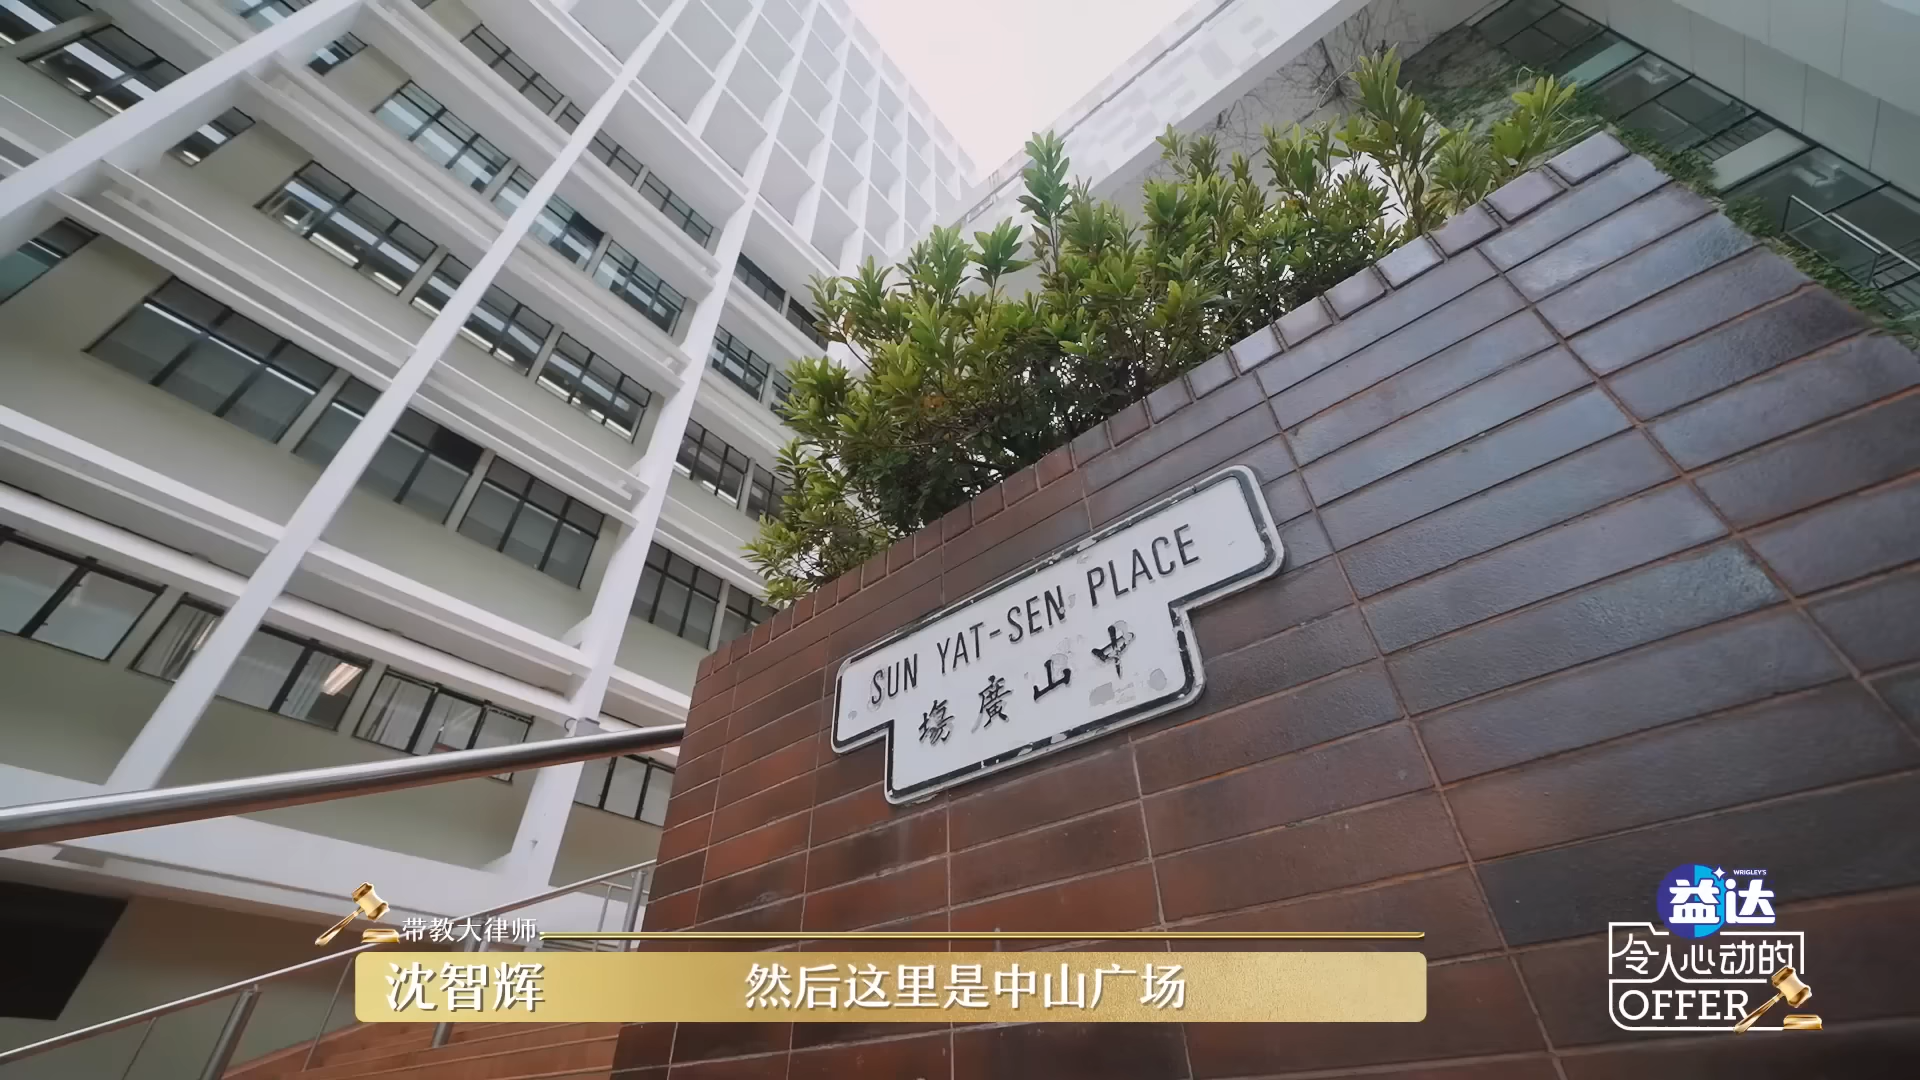 SUN YAT-SEN PLACE
場廣山中
WRIGLEY'S
益达
令人心动的
OFFER
带教大律师
沈智辉
然后这里是中山广场